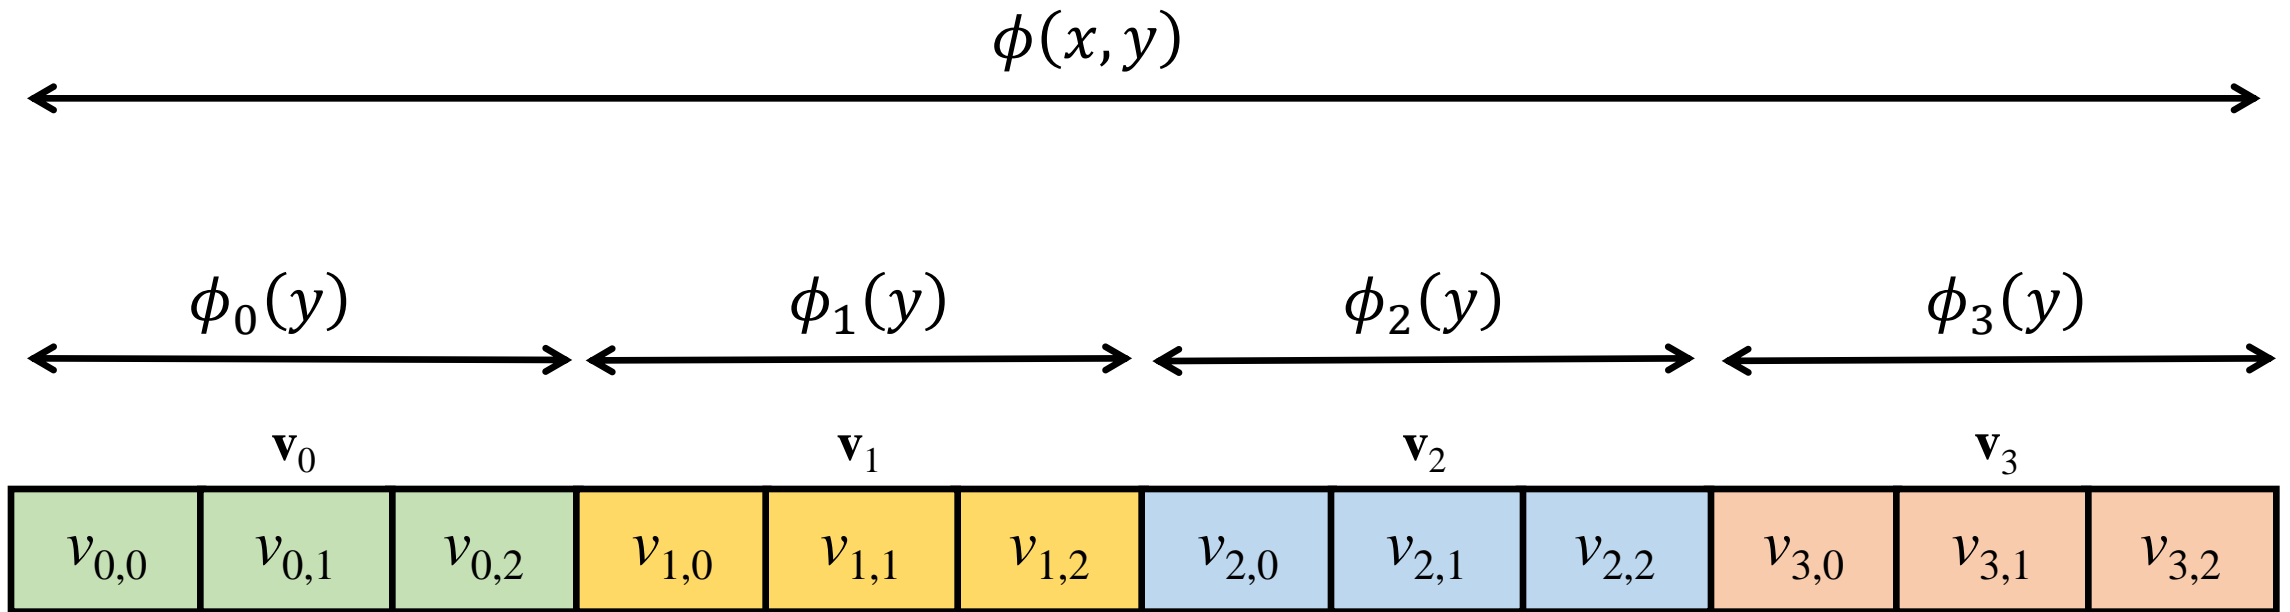 ϕ(x, y)
ϕ₀(y) ϕ₁(y) ϕ₂(y) ϕ₃(y)
v₀ v₁ v₂ v₃
v₀,₀ v₀,₁ v₀,₂ v₁,₀ v₁,₁ v₁,₂ v₂,₀ v₂,₁ v₂,₂ v₃,₀ v₃,₁ v₃,₂